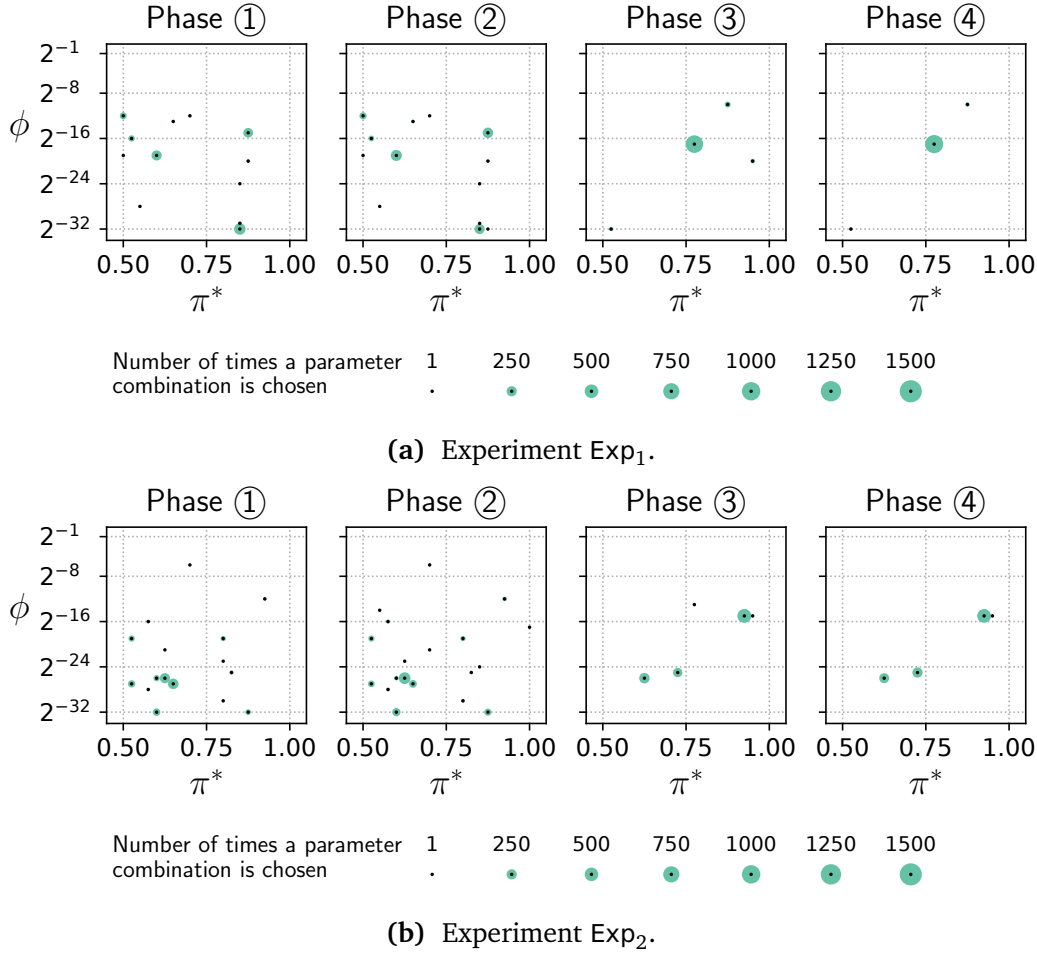 Phase ① Phase ② Phase ③ Phase ④
2⁻¹
2⁻⁸
ϕ
2⁻¹⁶
2⁻²⁴
2⁻³²
0.50 0.75 1.00 0.50 0.75 1.00 0.50 0.75 1.00 0.50 0.75 1.00
π* π* π* π*
Number of times a parameter 1 250 500 750 1000 1250 1500
combination is chosen
(a) Experiment Exp₁.
Phase ① Phase ② Phase ③ Phase ④
2⁻¹
2⁻⁸
ϕ
2⁻¹⁶
2⁻²⁴
2⁻³²
0.50 0.75 1.00 0.50 0.75 1.00 0.50 0.75 1.00 0.50 0.75 1.00
π* π* π* π*
Number of times a parameter 1 250 500 750 1000 1250 1500
combination is chosen
(b) Experiment Exp₂.